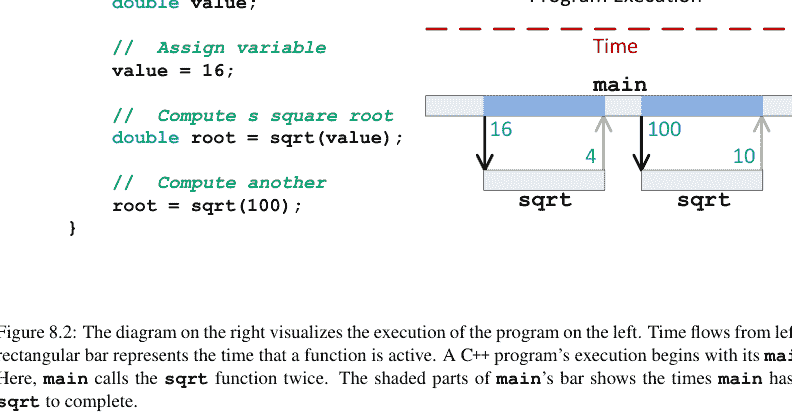 double value;
//  Assign variable
value = 16;
//  Compute s square root
double root = sqrt(value);
//  Compute another
root = sqrt(100);
}
Program Execution
Time
main
16
100
4
10
sqrt
sqrt
Figure 8.2: The diagram on the right visualizes the execution of the program on the left. Time flows from
rectangular bar represents the time that a function is active. A C++ program's execution begins with its
Here, main calls the sqrt function twice. The shaded parts of main's bar shows the times main has
sqrt to complete.